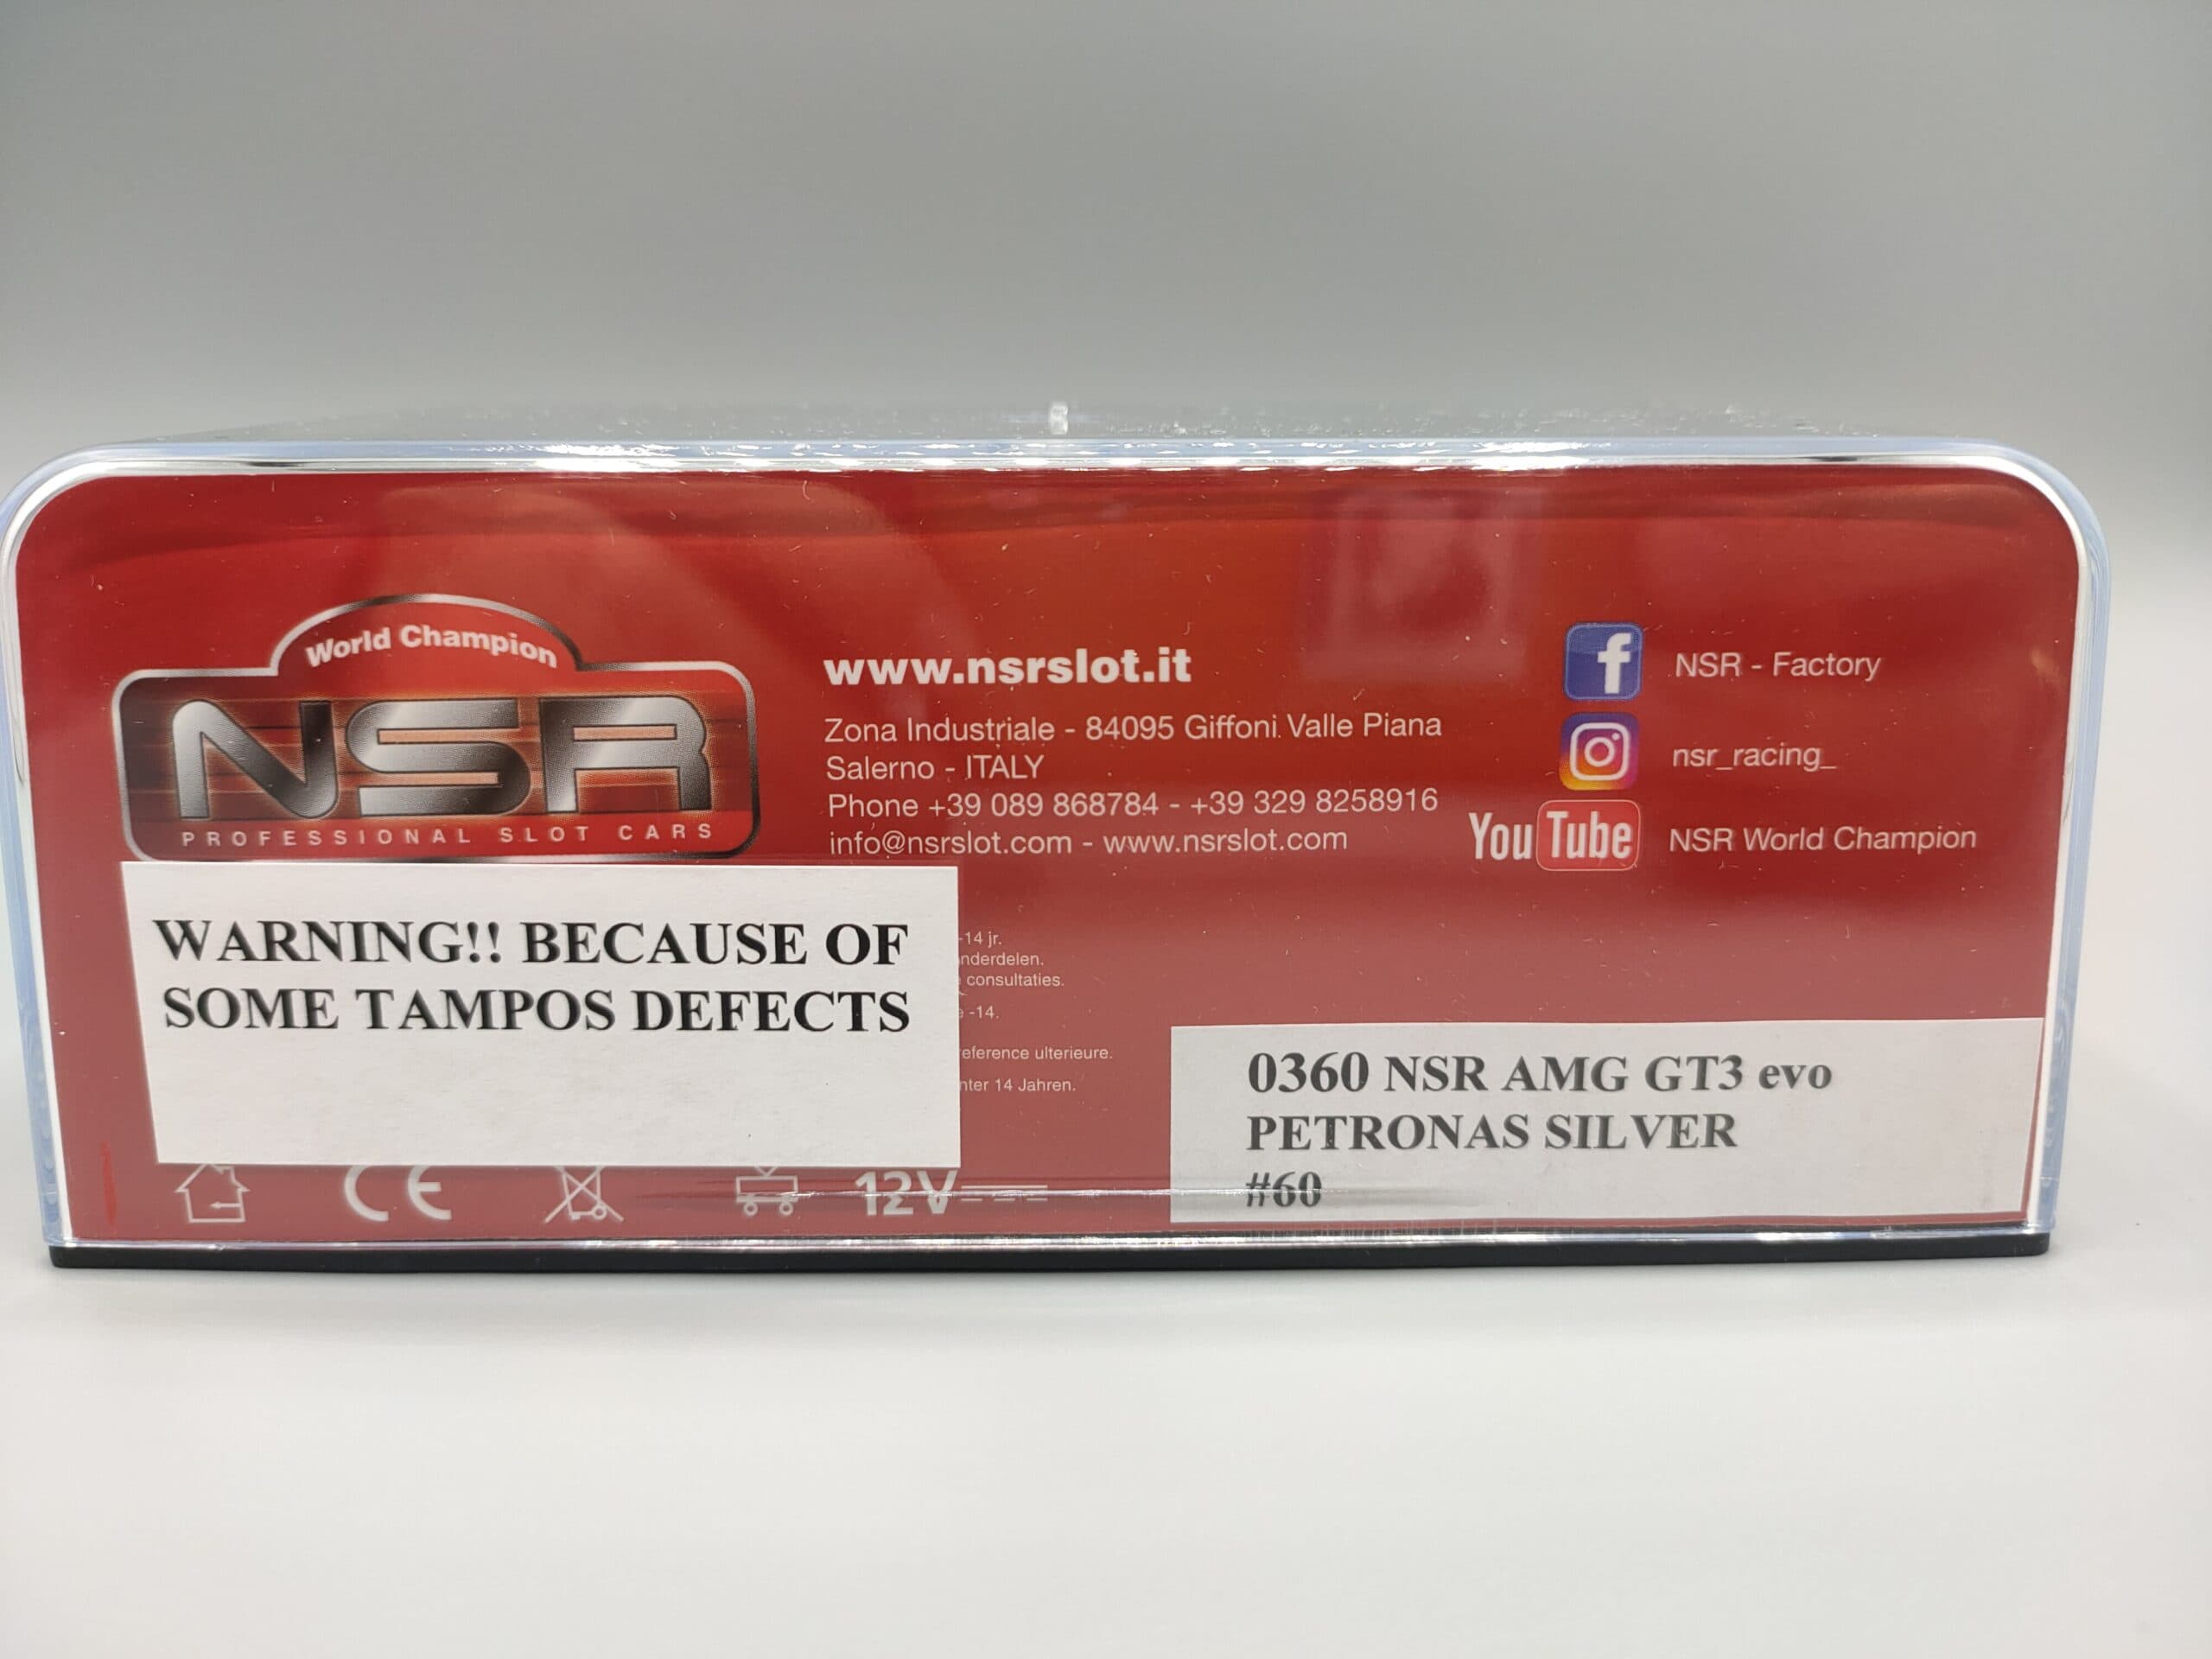 World Champion
NSR
PROFESSIONAL SLOT CARS
www.nsrslot.it
Zona Industriale - 84095 Giffoni Valle Piana
Salerno - ITALY
Phone +39 089 868784 - +39 329 8258916
info@nsrslot.com - www.nsrslot.com
f NSR - Factory
nsr_racing_
YouTube NSR World Champion
WARNING!! BECAUSE OF
SOME TAMPOS DEFECTS
-14 jr.
nderdelen.
consultaties.
-14.
eference ulterieure.
nter 14 Jahren.
CE
12V
0360 NSR AMG GT3 evo
PETRONAS SILVER
#60